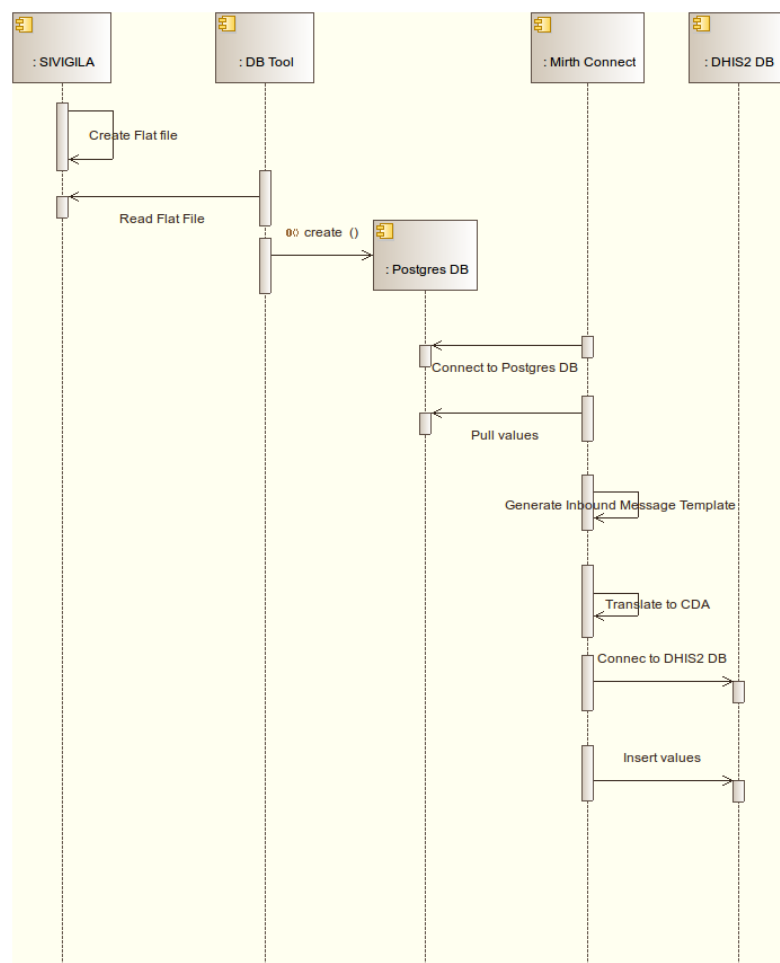 : SIVIGILA
: DB Tool
: Mirth Connect
: DHIS2 DB
Create Flat file
Read Flat File
create ()
: Postgres DB
Connect to Postgres DB
Pull values
Generate Inbound Message Template
Translate to CDA
Connec to DHIS2 DB
Insert values